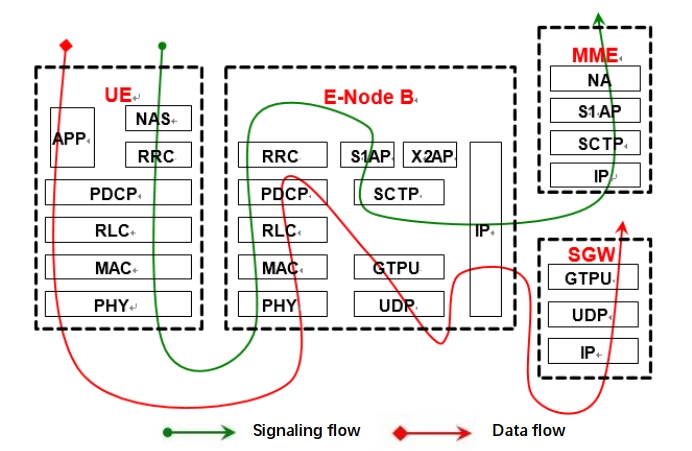 UE
APP
NAS
RRC
PDCP
RLC
MAC
PHY
E-Node B
RRC
S1AP
X2AP
PDCP
SCTP
RLC
IP
MAC
GTPU
PHY
UDP
MME
NA
S1AP
SCTP
IP
SGW
GTPU
UDP
IP
Signaling flow
Data flow